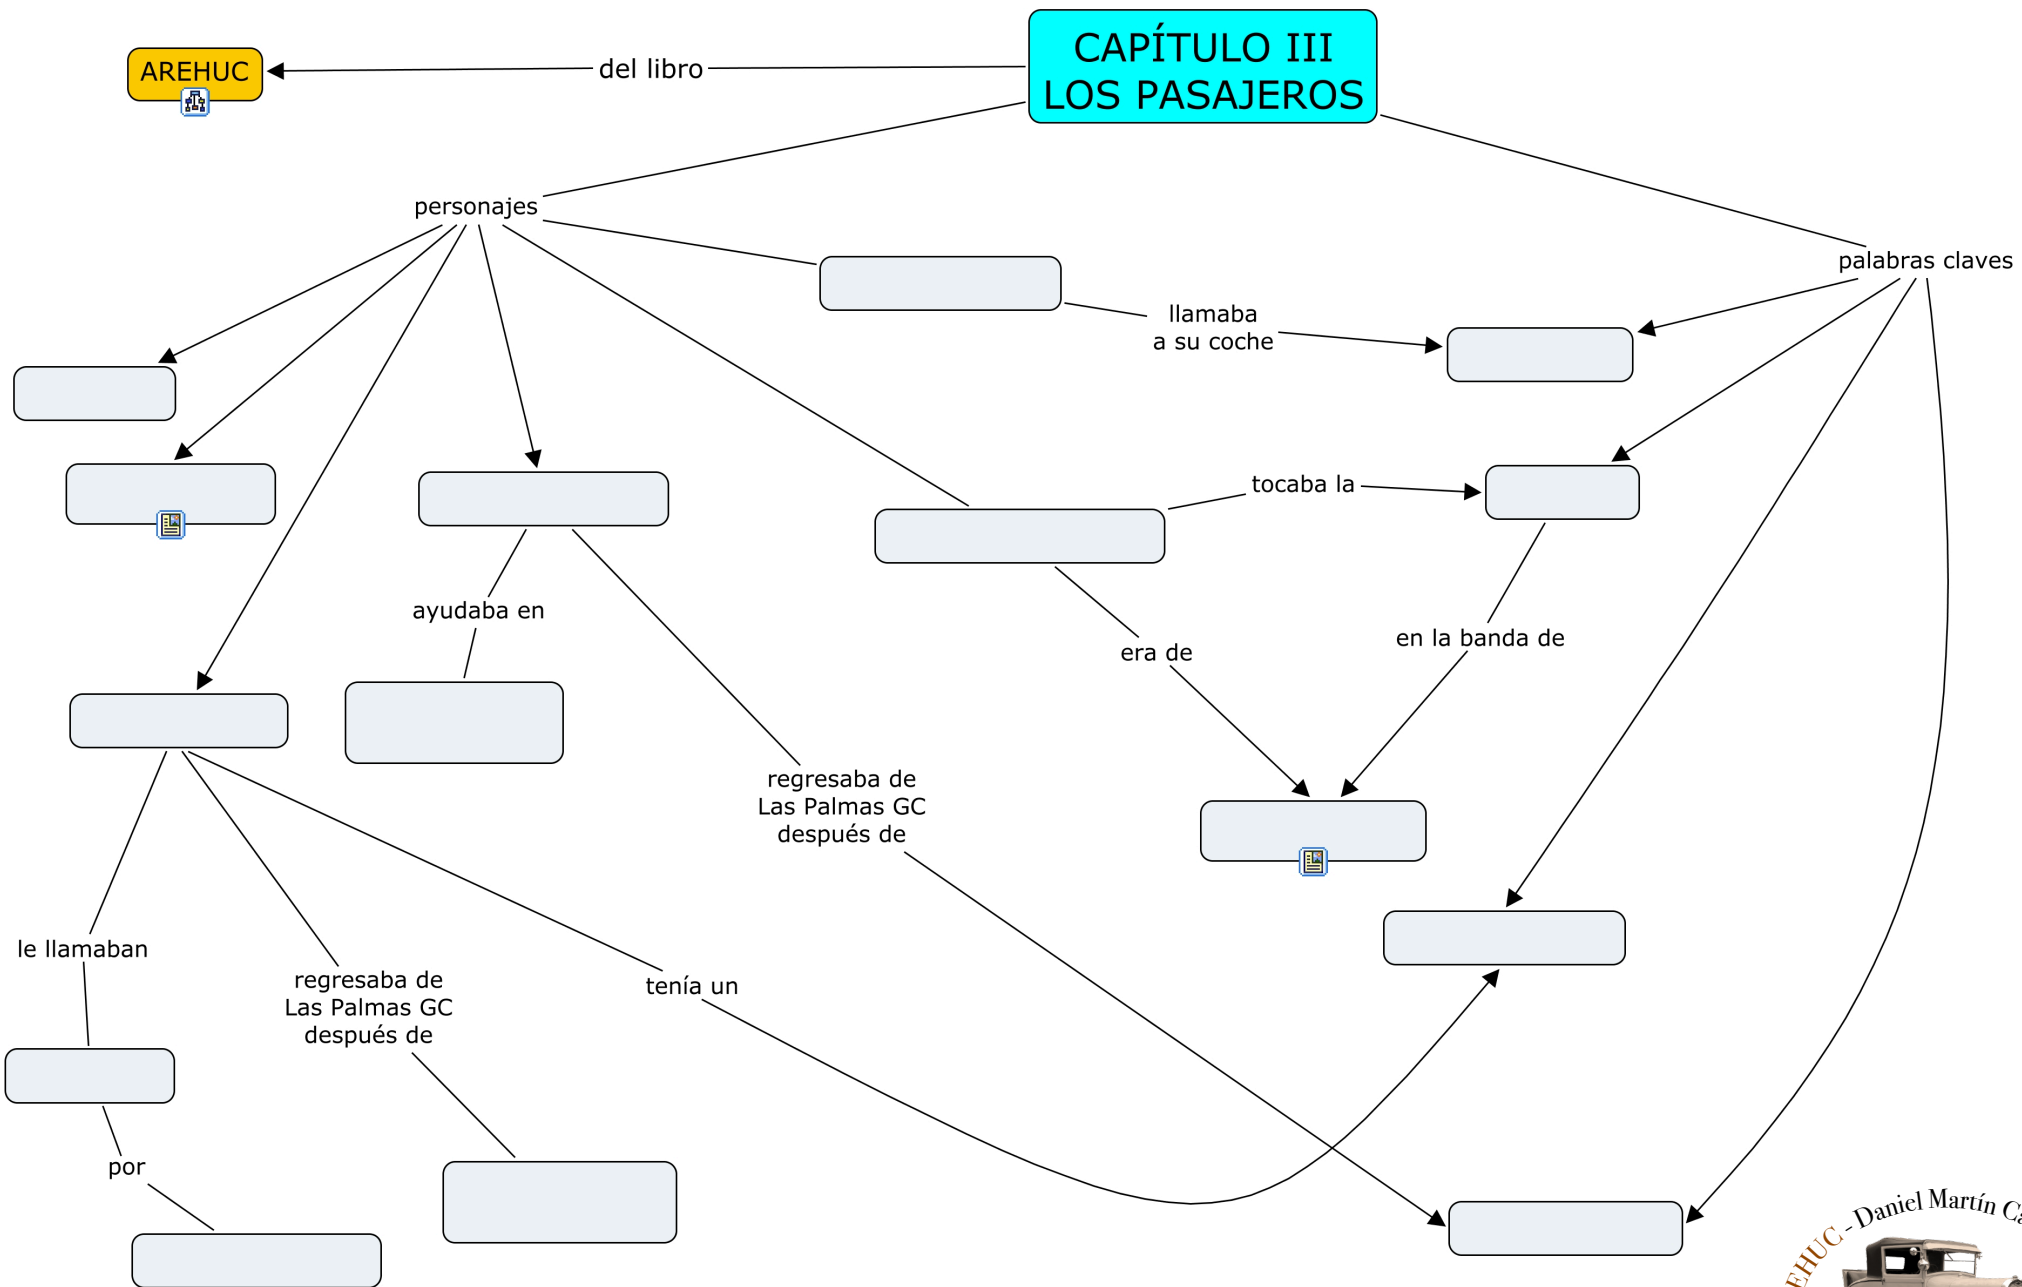 CAPÍTULO III
LOS PASAJEROS
AREHUC
del libro
personajes
palabras claves
llamaba
a su coche
tocaba la
ayudaba en
en la banda de
era de
regresaba de
Las Palmas GC
después de
le llamaban
regresaba de
Las Palmas GC
después de
tenía un
por
EHUC - Daniel Martín